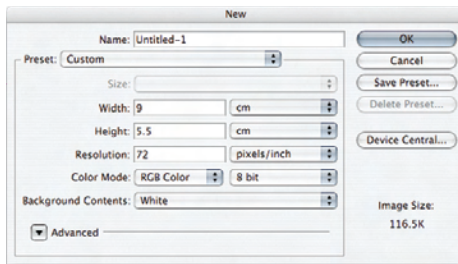 New
Name: Untitled-1
OK
Preset: Custom
Cancel
Size:
Save Preset...
Width: 9 cm
Delete Preset...
Height: 5.5 cm
Device Central...
Resolution: 72 pixels/inch
Color Mode: RGB Color 8 bit
Background Contents: White
Image Size:
116.5K
Advanced